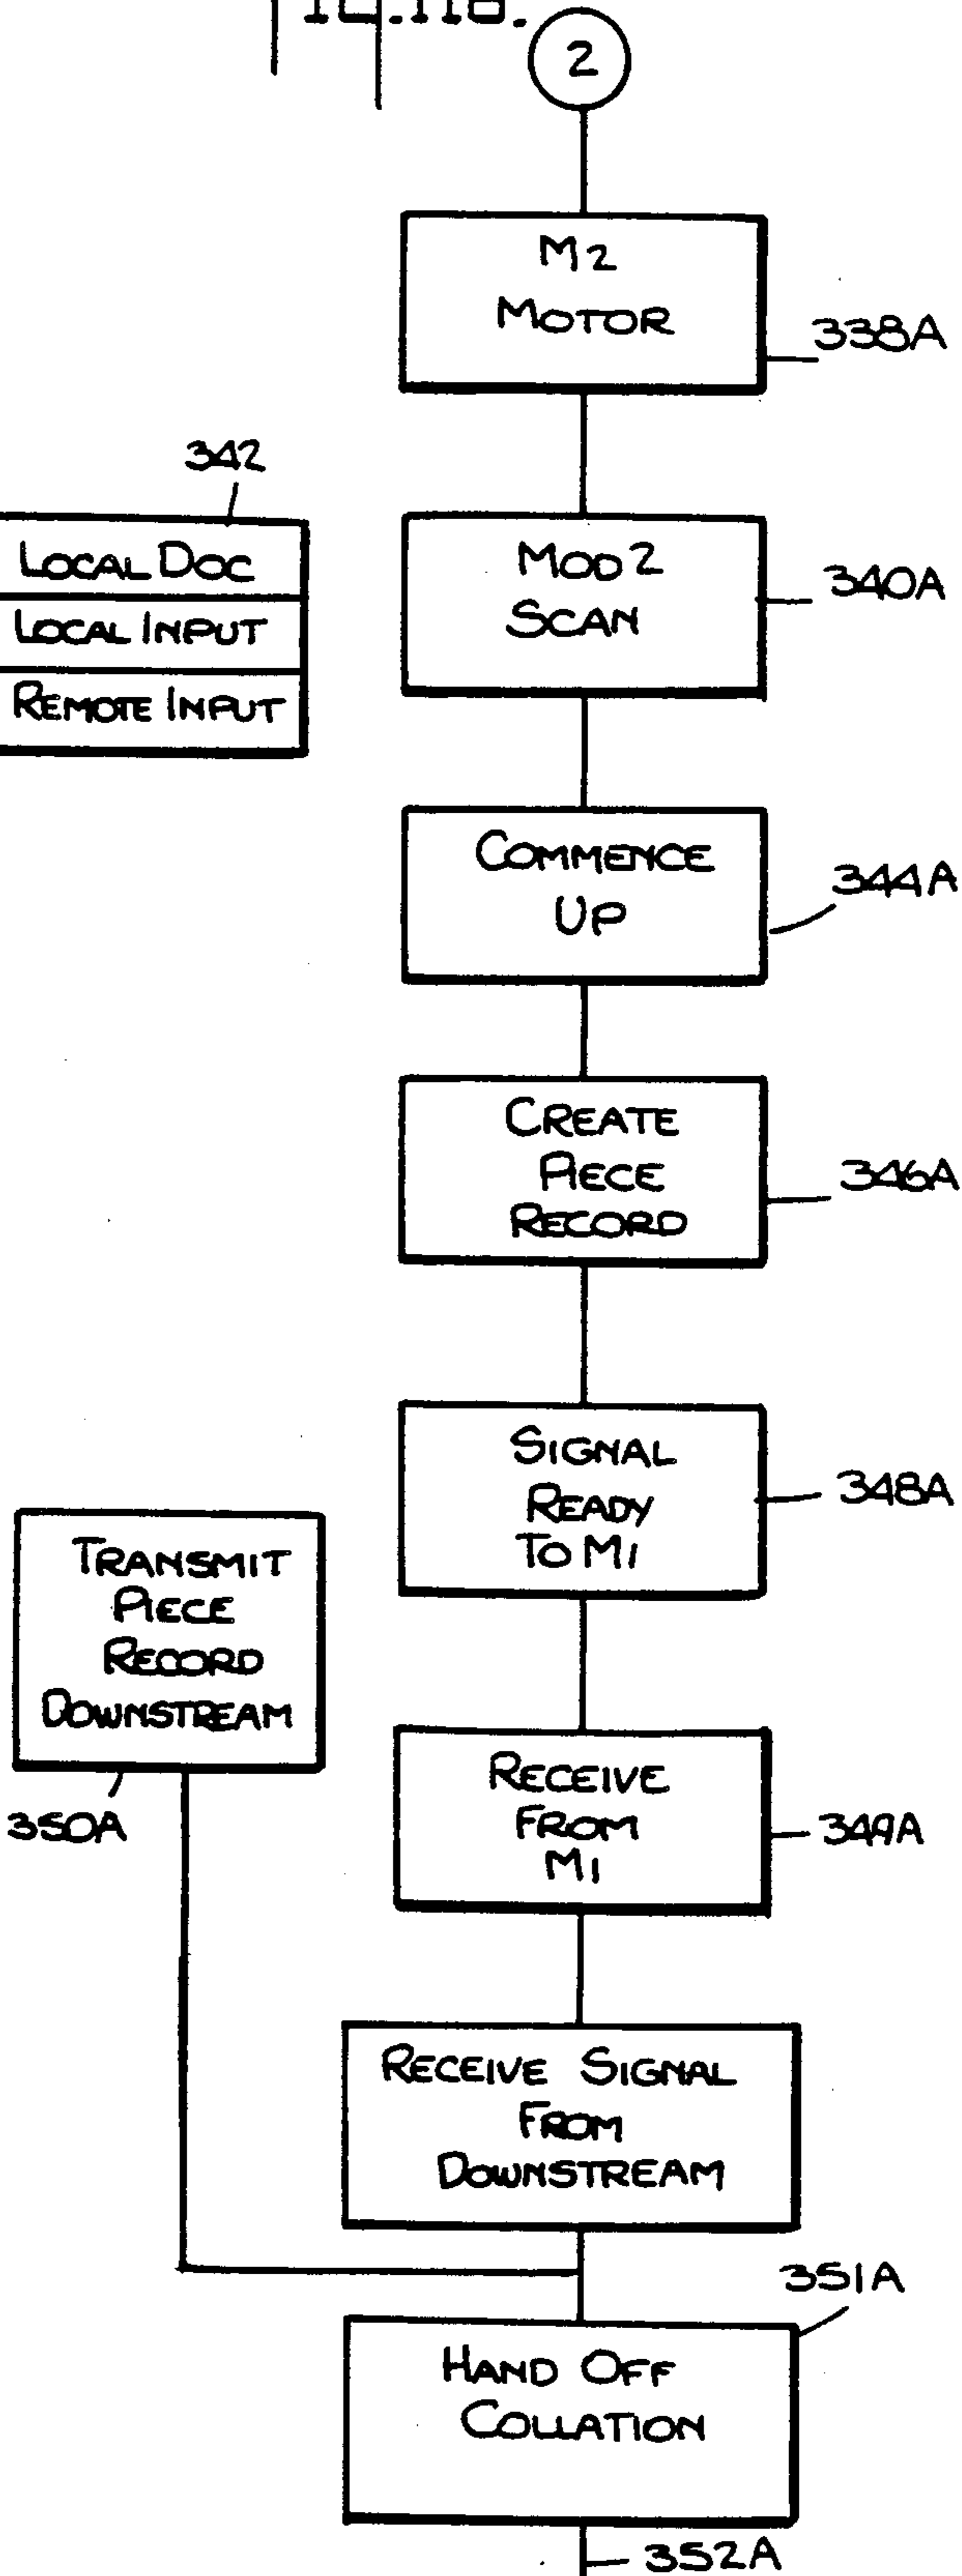 2
M2
MOTOR
338A
342
LOCAL DOC
LOCAL INPUT
REMOTE INPUT
MOD 2
SCAN
340A
COMMENCE
UP
344A
CREATE
PIECE
RECORD
346A
SIGNAL
READY
TO M1
348A
TRANSMIT
PIECE
RECORD
DOWNSTREAM
350A
RECEIVE
FROM
M1
349A
RECEIVE SIGNAL
FROM
DOWNSTREAM
351A
HAND OFF
COLLATION
352A